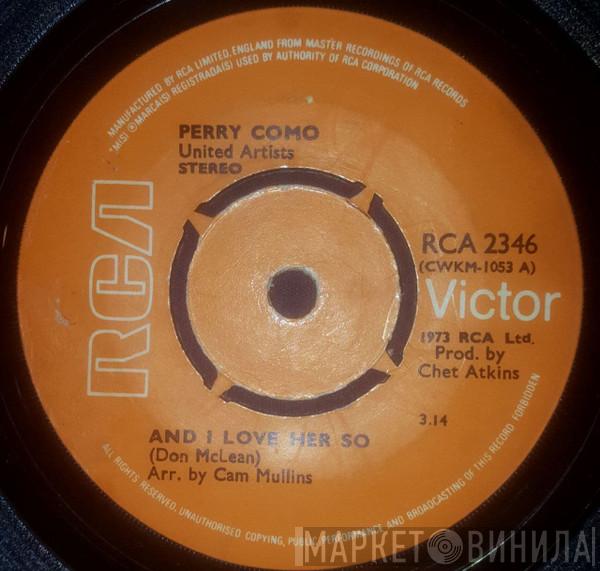 MANUFACTURED BY RCA LIMITED, ENGLAND FROM MASTER RECORDINGS OF RCA RECORDS
"M(S) ® MARCA(S) REGISTRADA(S) USED BY AUTHORITY OF RCA CORPORATION
PERRY COMO
United Artists
STEREO
RCA
RCA 2346
(CWKM-1053 A)
Victor
1973 RCA Ltd.
Prod. by
Chet Atkins
3.14
AND I LOVE HER SO
(Don McLean)
Arr. by Cam Mullins
ALL RIGHTS RESERVED, UNAUTHORISED COPYING, PUBLIC PERFORMANCE AND BROADCASTING OF THIS RECORD FORBIDDEN
МАРКЕТ ВИНИЛА